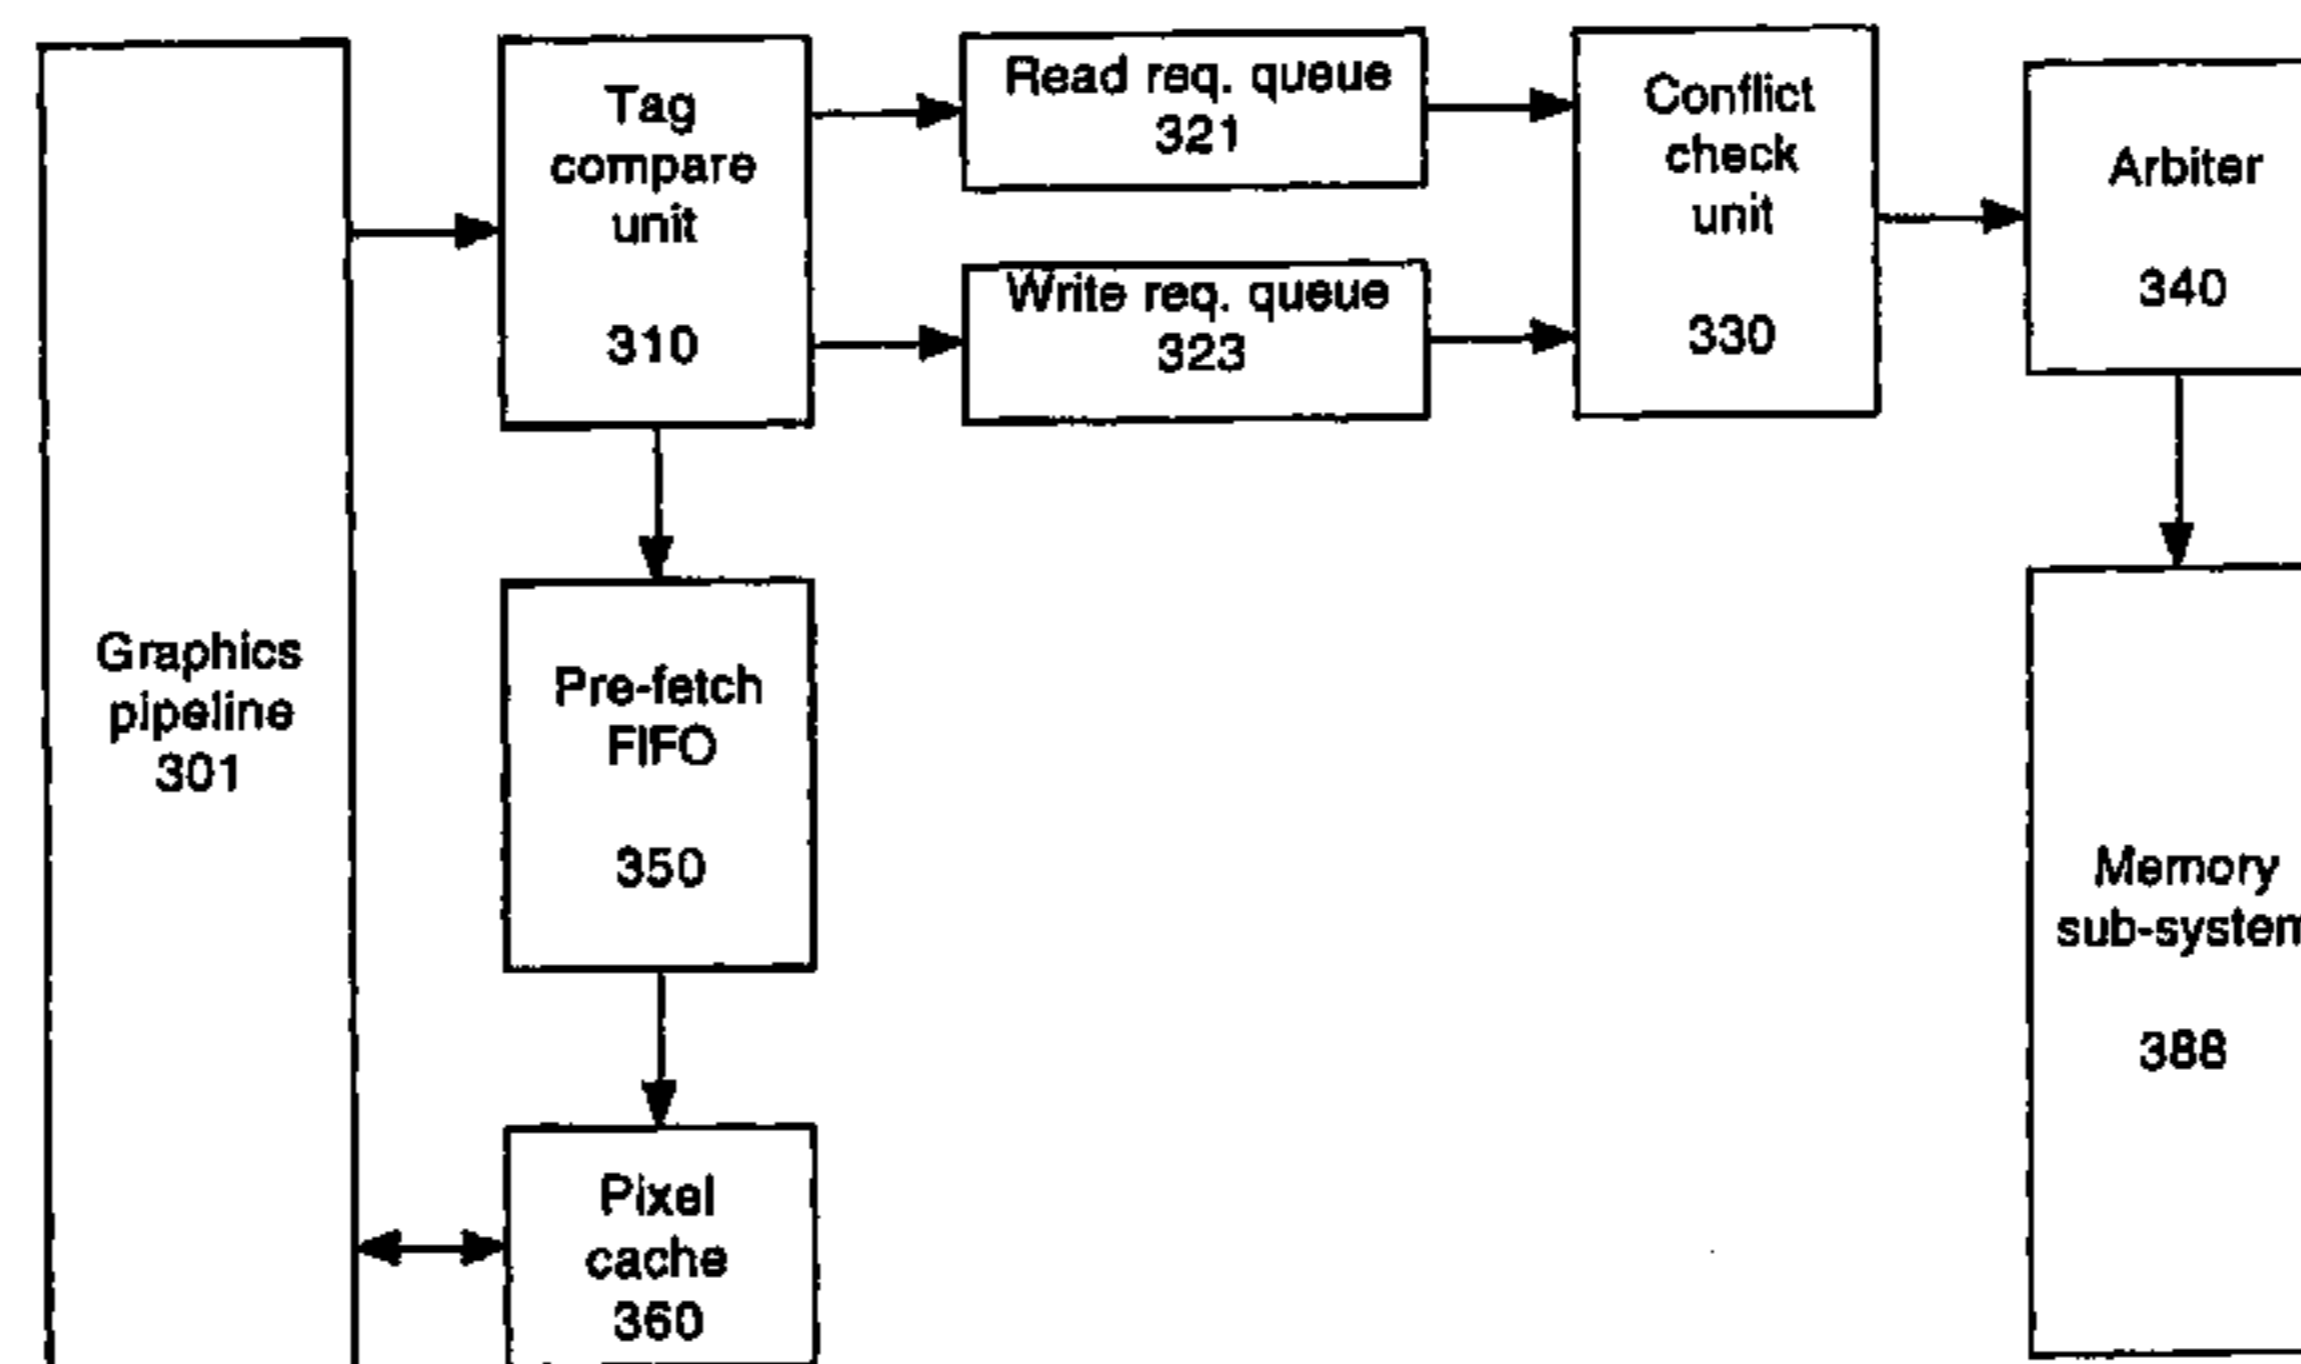 Tag
compare
unit
310
Read req. queue
321
Write req. queue
323
Conflict
check
unit
330
Arbiter
340
Graphics
pipeline
301
Pre-fetch
FIFO
350
Memory
sub-system
388
Pixel
cache
360